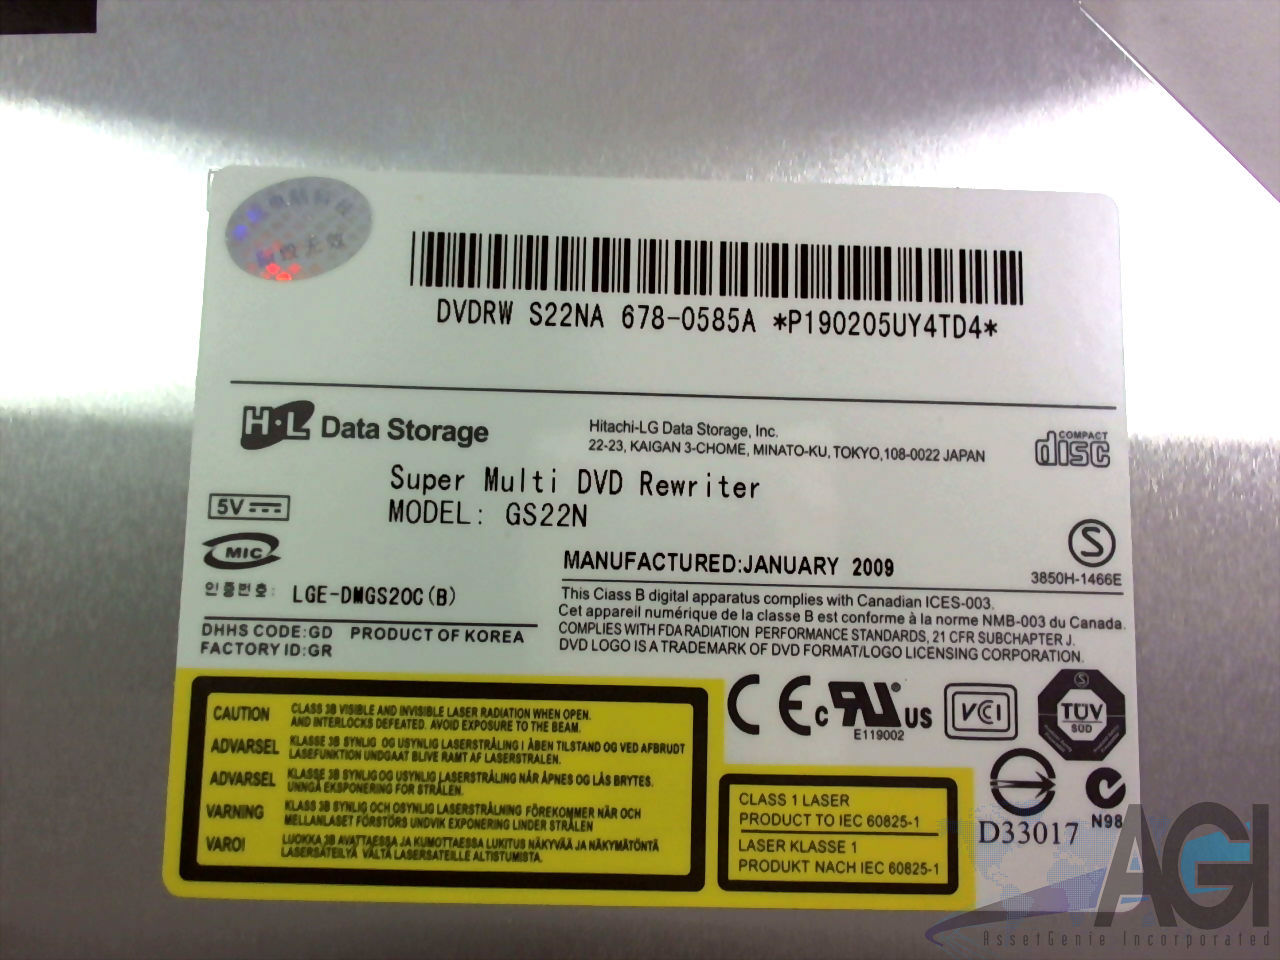 DVDRW S22NA 678-0585A *P190205UY4TD4*
H·L Data Storage
Hitachi-LG Data Storage, Inc.
22-23, KAIGAN 3-CHOME, MINATO-KU, TOKYO,108-0022 JAPAN
COMPACT
disc
Super Multi DVD Rewriter
MODEL: GS22N
5V
MIC
인증번호: LGE-DMGS20C(B)
DHHS CODE:GD PRODUCT OF KOREA
FACTORY ID:GR
MANUFACTURED:JANUARY 2009
S
3850H-1466E
This Class B digital apparatus complies with Canadian ICES-003.
Cet appareil numérique de la classe B est conforme à la norme NMB-003 du Canada.
COMPLIES WITH FDA RADIATION PERFORMANCE STANDARDS, 21 CFR SUBCHAPTER J.
DVD LOGO IS A TRADEMARK OF DVD FORMAT/LOGO LICENSING CORPORATION.
CAUTION CLASS 3B VISIBLE AND INVISIBLE LASER RADIATION WHEN OPEN.
AND INTERLOCKS DEFEATED. AVOID EXPOSURE TO THE BEAM.
ADVARSEL KLASSE 3B SYNLIG OG USYNLIG LASERSTRÅLING I ÅBEN TILSTAND OG VED AFBRUDT
LASEFUNKTION UNDGAAT BLIVE RAMT AF LASERSTRALEN.
ADVARSEL KLASSE 3B SYNLIG OG USYNLIG LASERSTRÅLING NÅR ÅPNES OG LÅS BRYTES.
UNNGÅ EKSPONERING FOR STRÅLEN.
VARNING KLASS 3B SYNLIG OCH OSYNLIG LASERSTRÅLNING FÖREKOMMER NÄR OCH
MELLANLASET FÖRSTÖRS UNDVIK EXPONERING LINDER STRÅLEN
VARO! LUOKKA 3B AVATTAESSA JA KUMOTTAESSA LUKITUS NÄKYVÄÄ JA NÄKYMÄTÖNTÄ
LASERSÄTEILYÄ VÄLTÄ LASERSATEILLE ALTISTUMISTA.
CE
c RU US
E119002
VCI
TÜV
SÜD
CLASS 1 LASER
PRODUCT TO IEC 60825-1
LASER KLASSE 1
PRODUKT NACH IEC 60825-1
D33017
N98
AGI
AssetGenie Incorporated